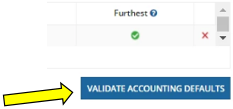 Furthest
VALIDATE ACCOUNTING DEFAULTS